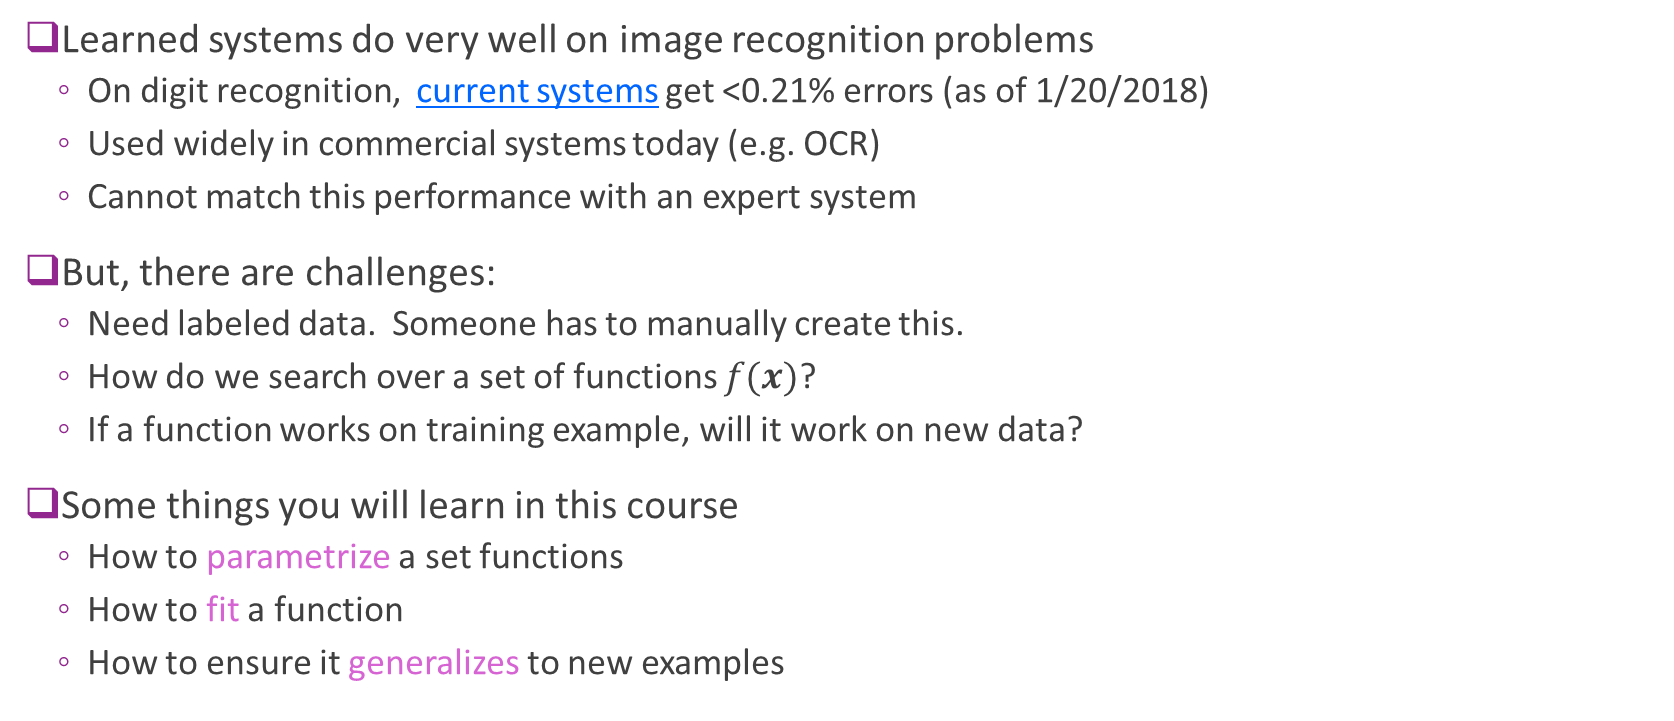 Learned systems do very well on image recognition problems
On digit recognition, current systems get <0.21% errors (as of 1/20/2018)
Used widely in commercial systems today (e.g. OCR)
Cannot match this performance with an expert system
But, there are challenges:
Need labeled data. Someone has to manually create this.
How do we search over a set of functions f(x)?
If a function works on training example, will it work on new data?
Some things you will learn in this course
How to parametrize a set functions
How to fit a function
How to ensure it generalizes to new examples